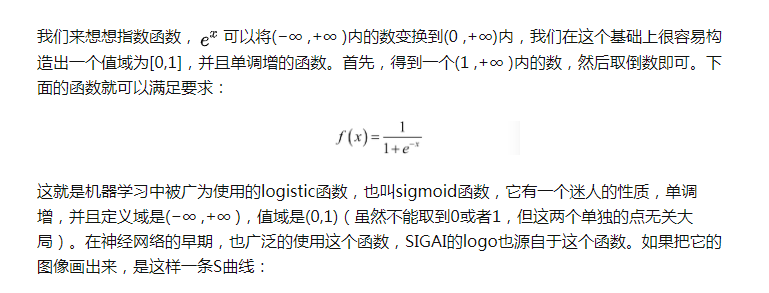 我们来想想指数函数，e^x 可以将(−∞ ,+∞ )内的数变换到(0 ,+∞)内，我们在这个基础上很容易构
造出一个值域为[0,1]，并且单调增的函数。首先，得到一个(1 ,+∞ )内的数，然后取倒数即可。下
面的函数就可以满足要求：
f(x)=1/(1+e^-x)
这就是机器学习中被广为使用的logistic函数，也叫sigmoid函数，它有一个迷人的性质，单调
增，并且定义域是(−∞ ,+∞ )，值域是(0,1)（虽然不能取到0或者1，但这两个单独的点无关大
局）。在神经网络的早期，也广泛的使用这个函数，SIGAI的logo也源自于这个函数。如果把它的
图像画出来，是这样一条S曲线：